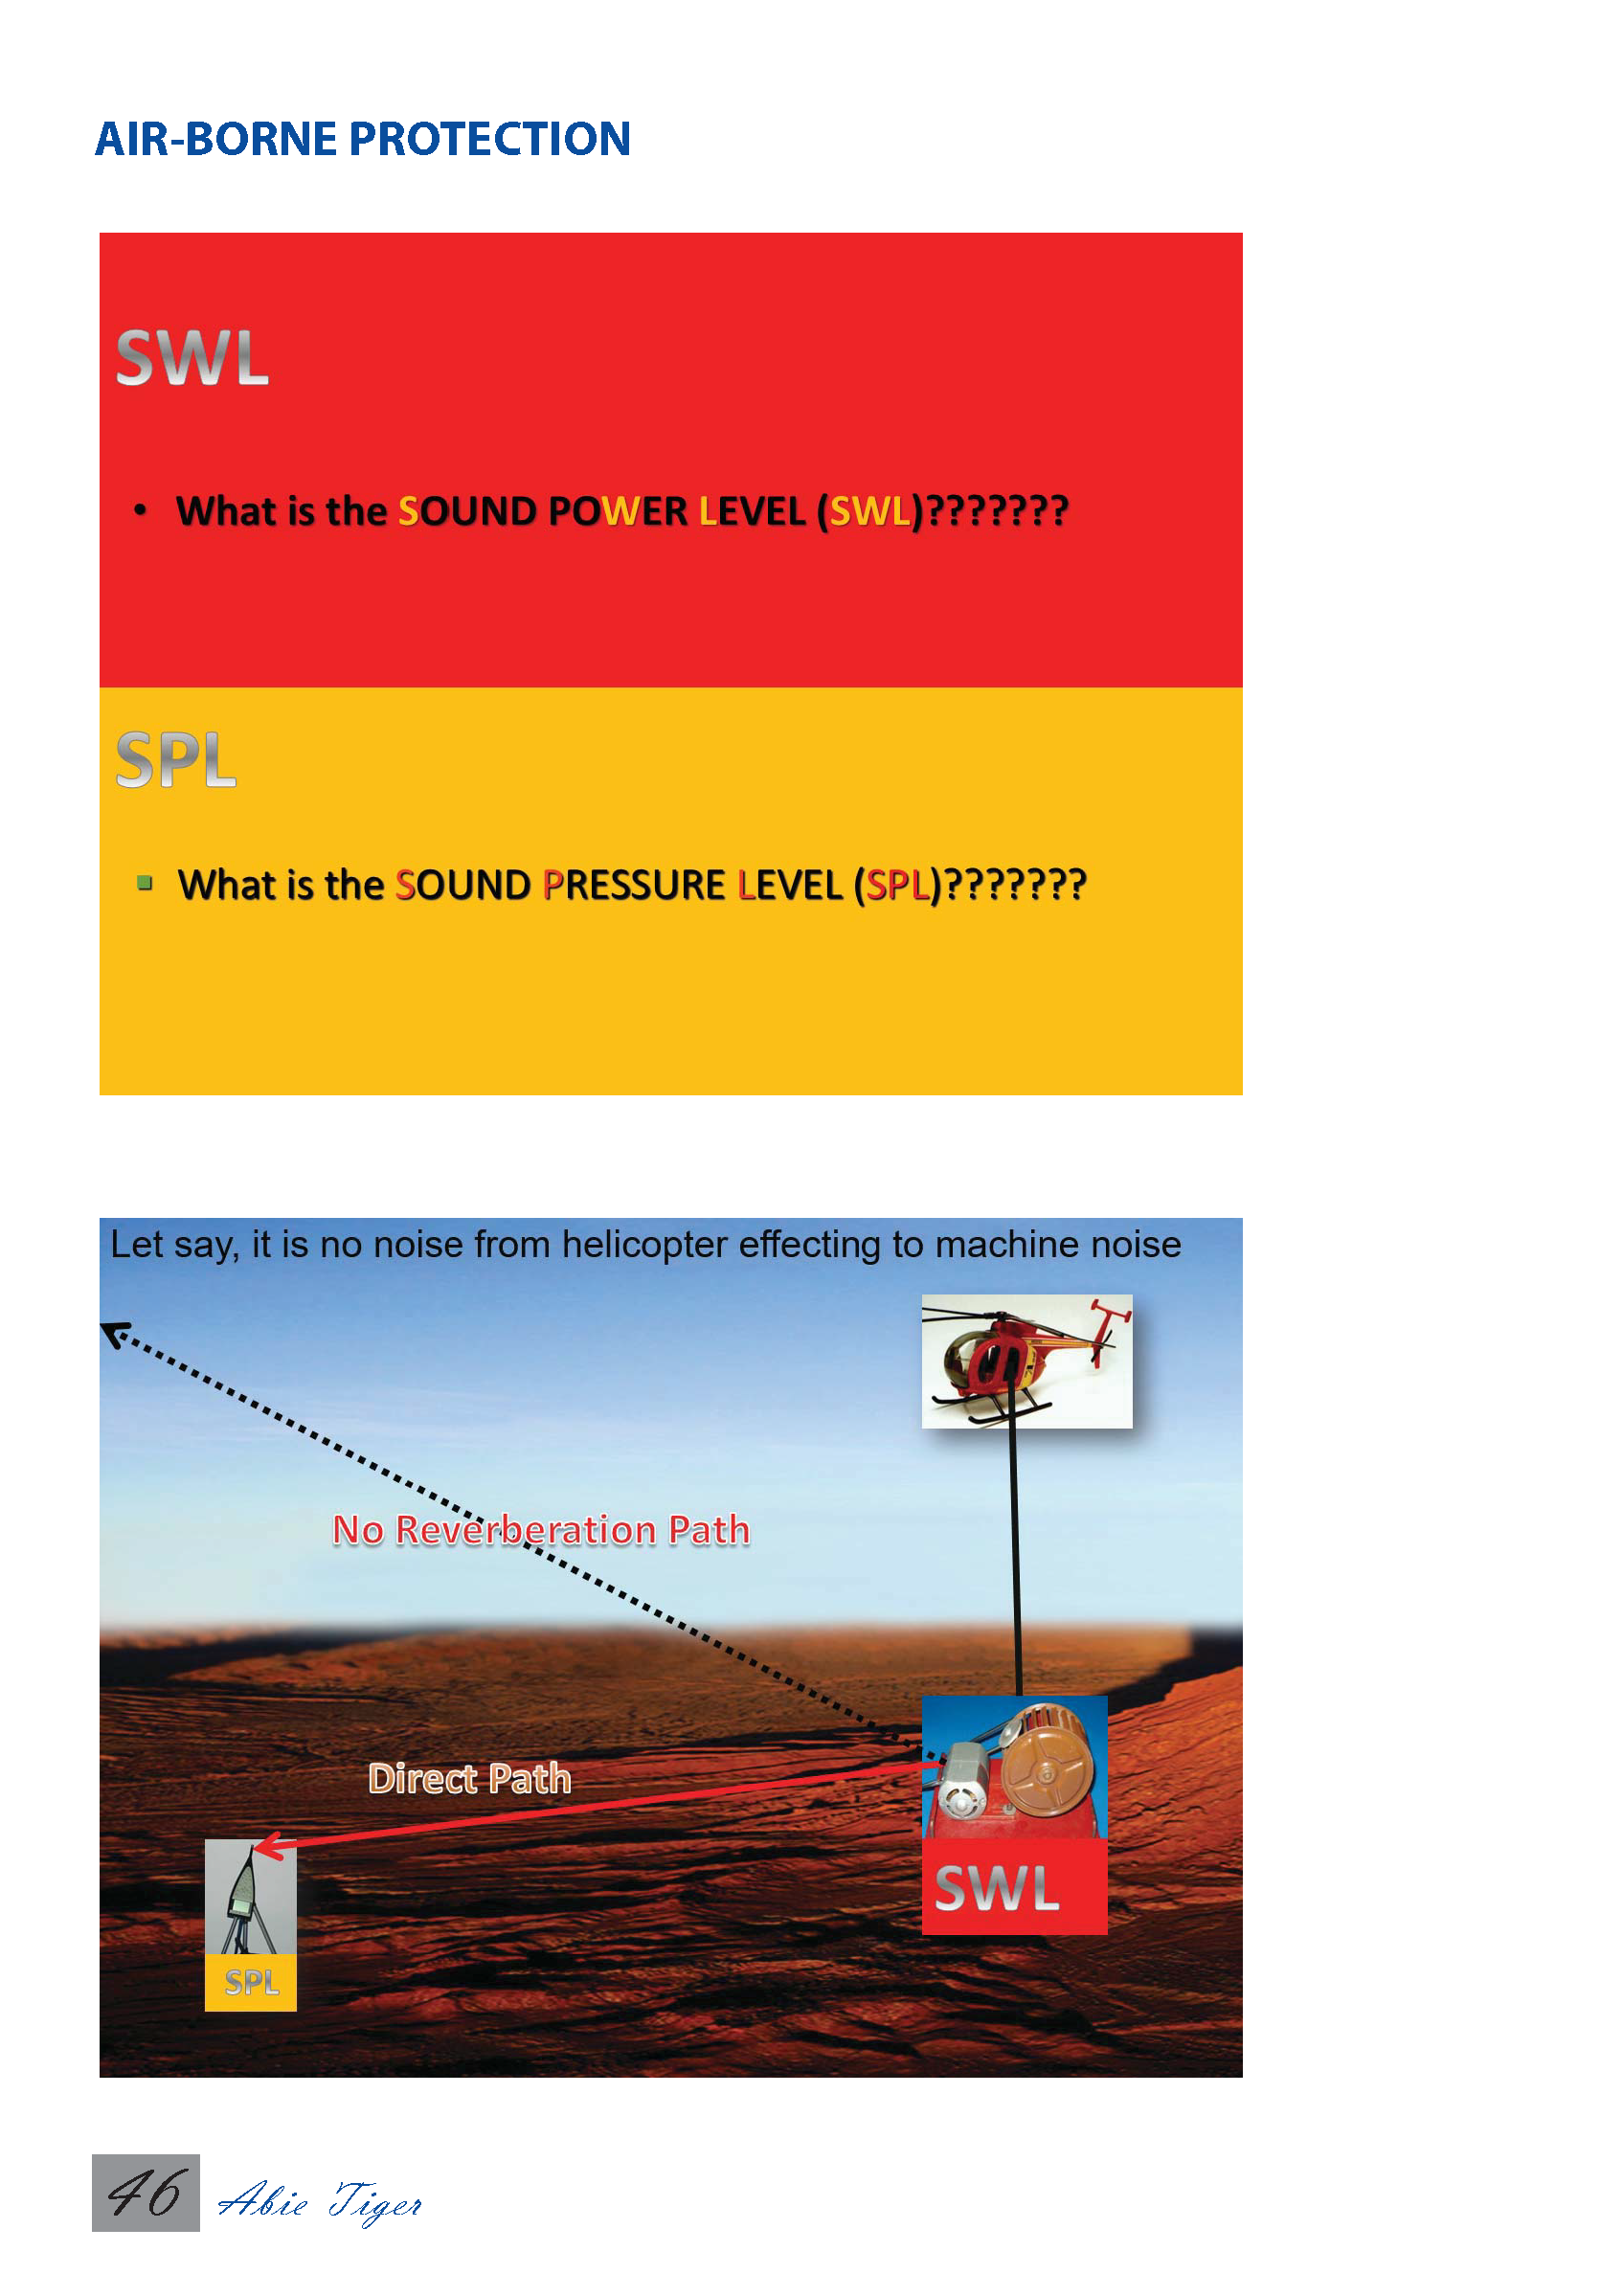 AIR-BORNE PROTECTION
SWL
• What is the SOUND POWER LEVEL (SWL)???????
SPL
▪ What is the SOUND PRESSURE LEVEL (SPL)???????
Let say, it is no noise from helicopter effecting to machine noise
No Reverberation Path
Direct Path
SWL
SPL
46 Abie Tiger